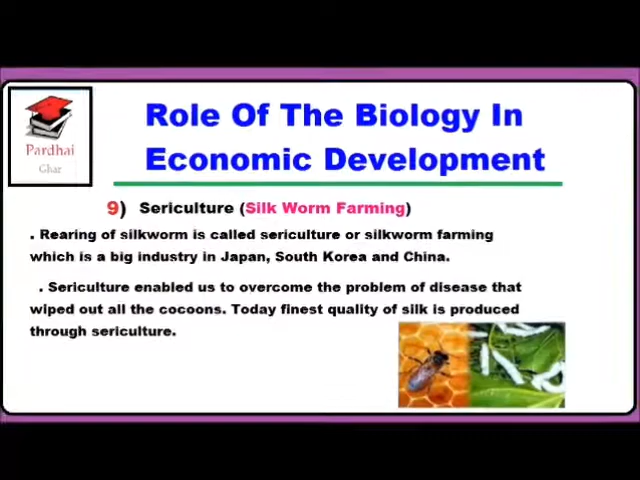 Pardhai
Ghar
Role Of The Biology In
Economic Development
9) Sericulture (Silk Worm Farming)
. Rearing of silkworm is called sericulture or silkworm farming
which is a big industry in Japan, South Korea and China.
. Sericulture enabled us to overcome the problem of disease that
wiped out all the cocoons. Today finest quality of silk is produced
through sericulture.